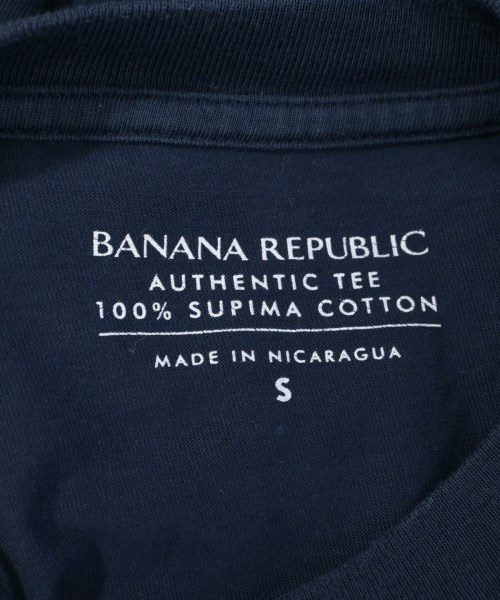 BANANA REPUBLIC
AUTHENTIC TEE
100% SUPIMA COTTON
MADE IN NICARAGUA
S